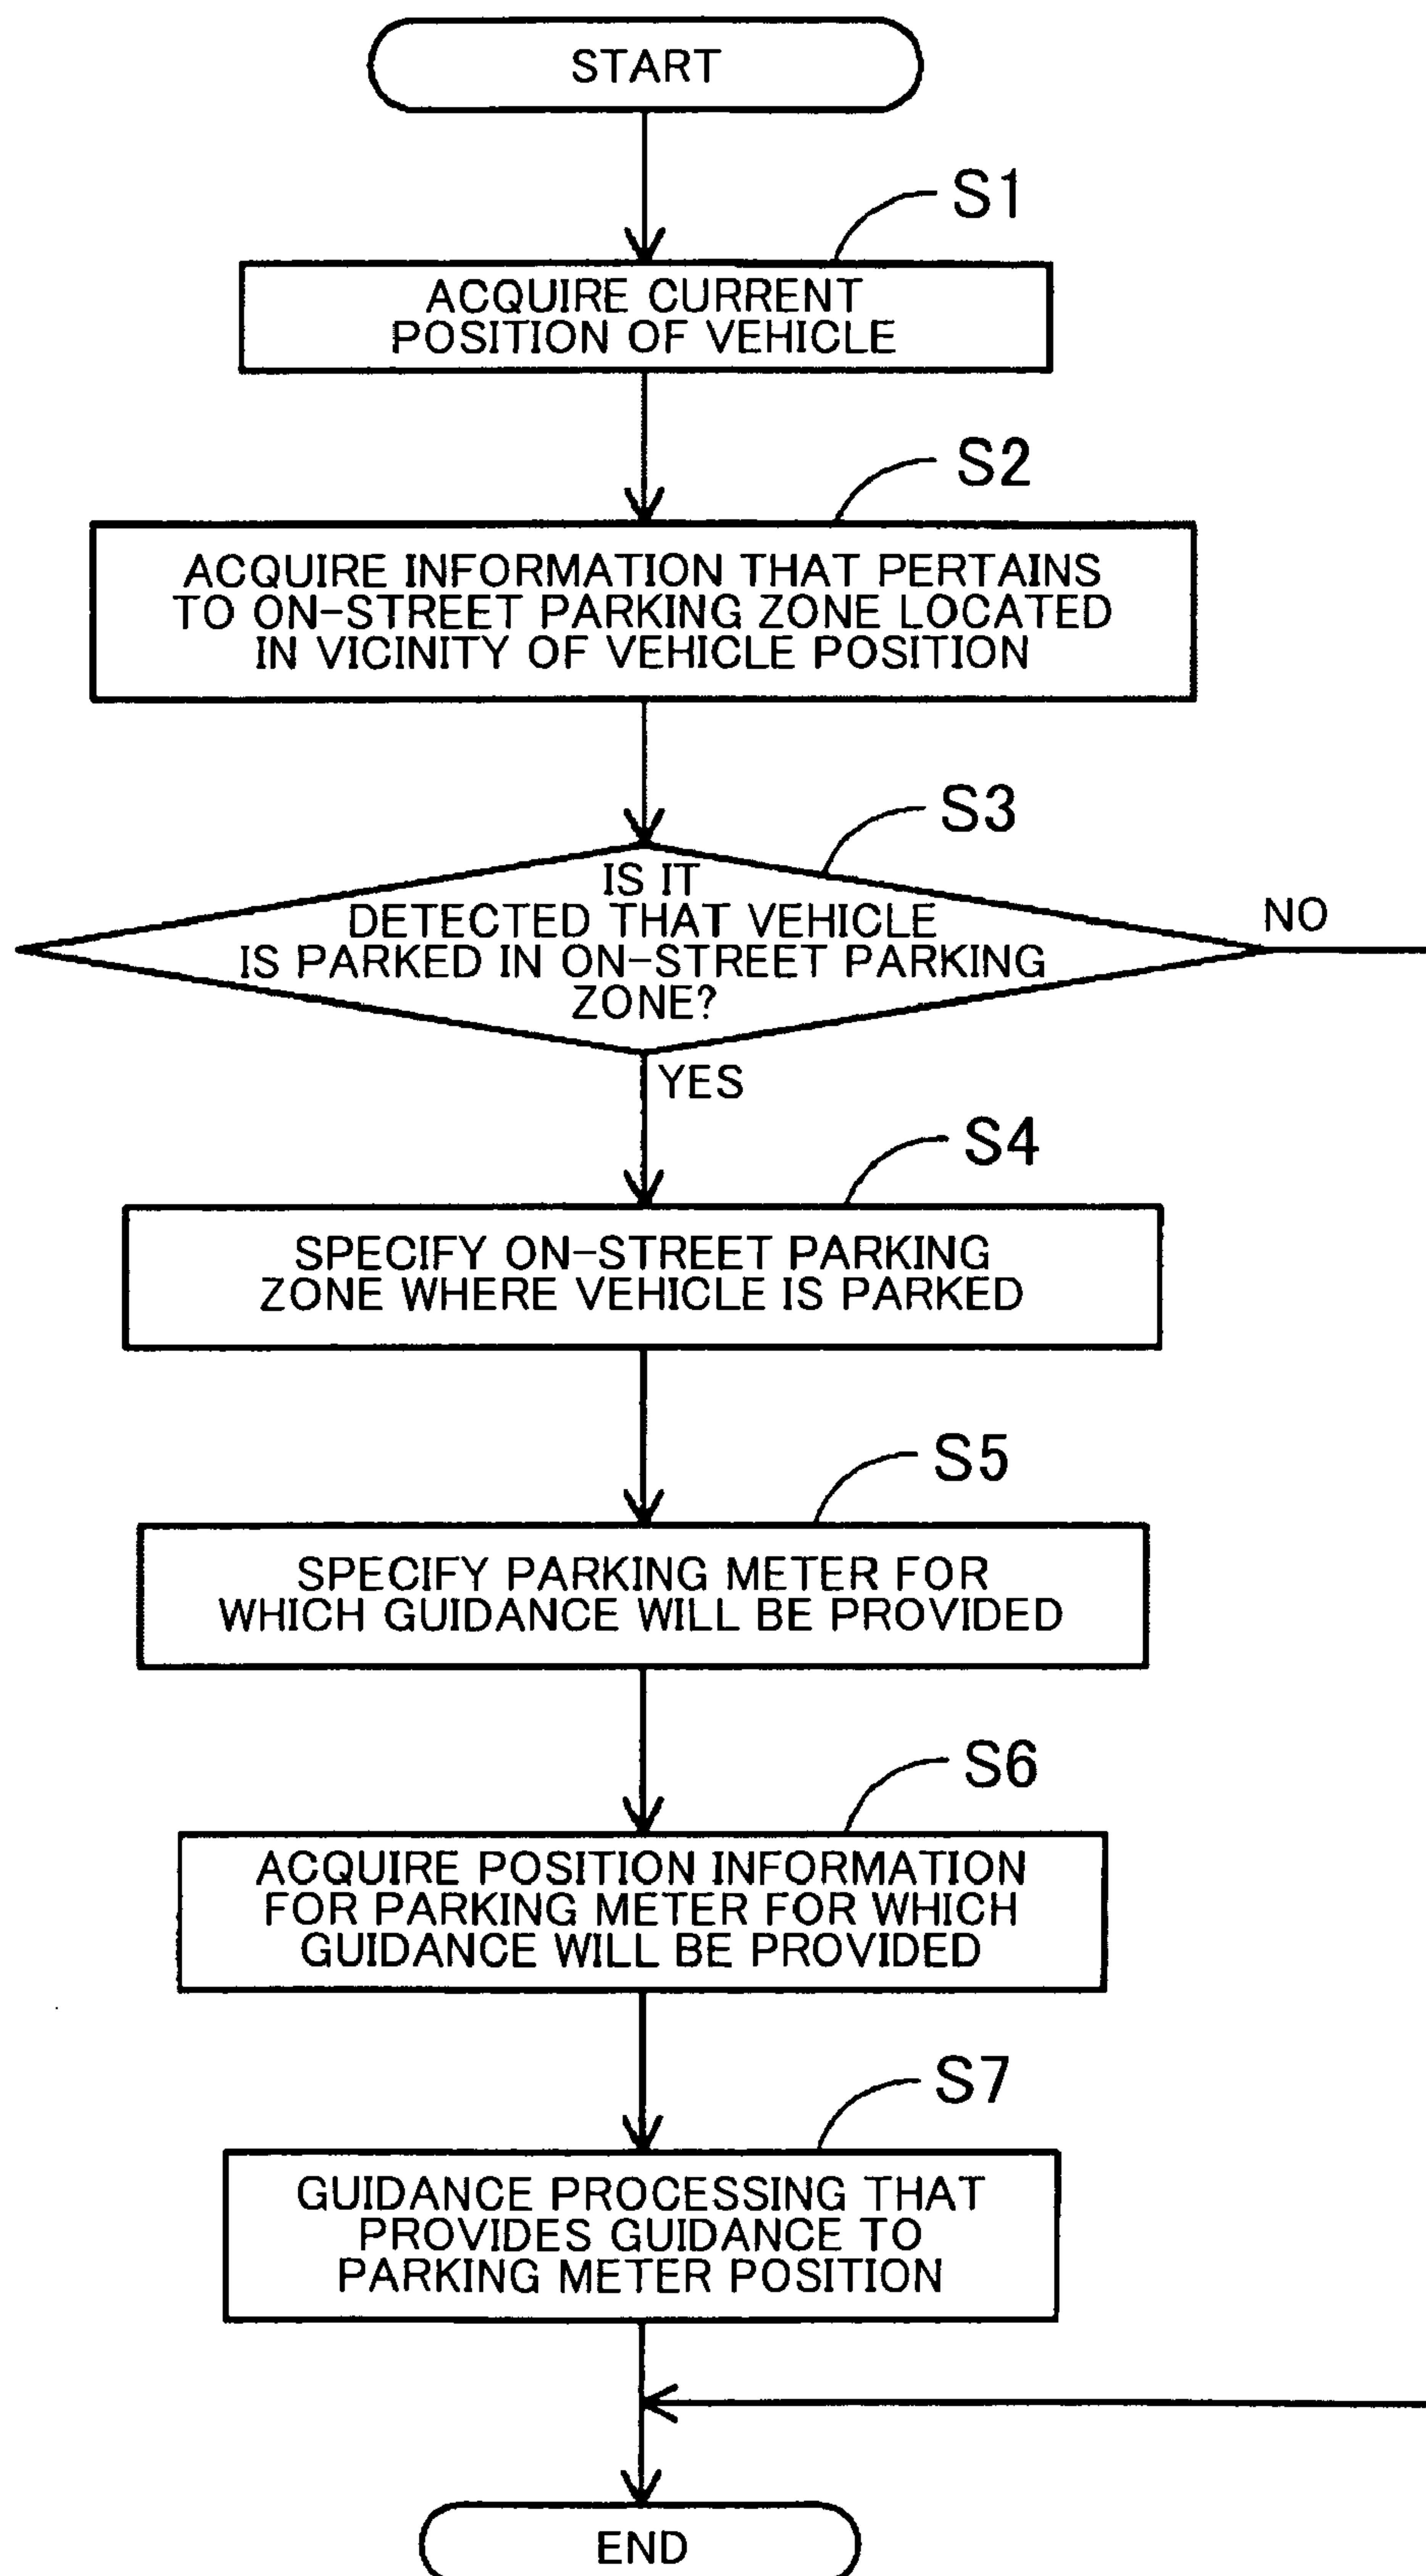 START
S1
ACQUIRE CURRENT
POSITION OF VEHICLE
S2
ACQUIRE INFORMATION THAT PERTAINS
TO ON-STREET PARKING ZONE LOCATED
IN VICINITY OF VEHICLE POSITION
S3
IS IT
DETECTED THAT VEHICLE
IS PARKED IN ON-STREET PARKING
ZONE?
NO
YES
S4
SPECIFY ON-STREET PARKING
ZONE WHERE VEHICLE IS PARKED
S5
SPECIFY PARKING METER FOR
WHICH GUIDANCE WILL BE PROVIDED
S6
ACQUIRE POSITION INFORMATION
FOR PARKING METER FOR WHICH
GUIDANCE WILL BE PROVIDED
S7
GUIDANCE PROCESSING THAT
PROVIDES GUIDANCE TO
PARKING METER POSITION
END